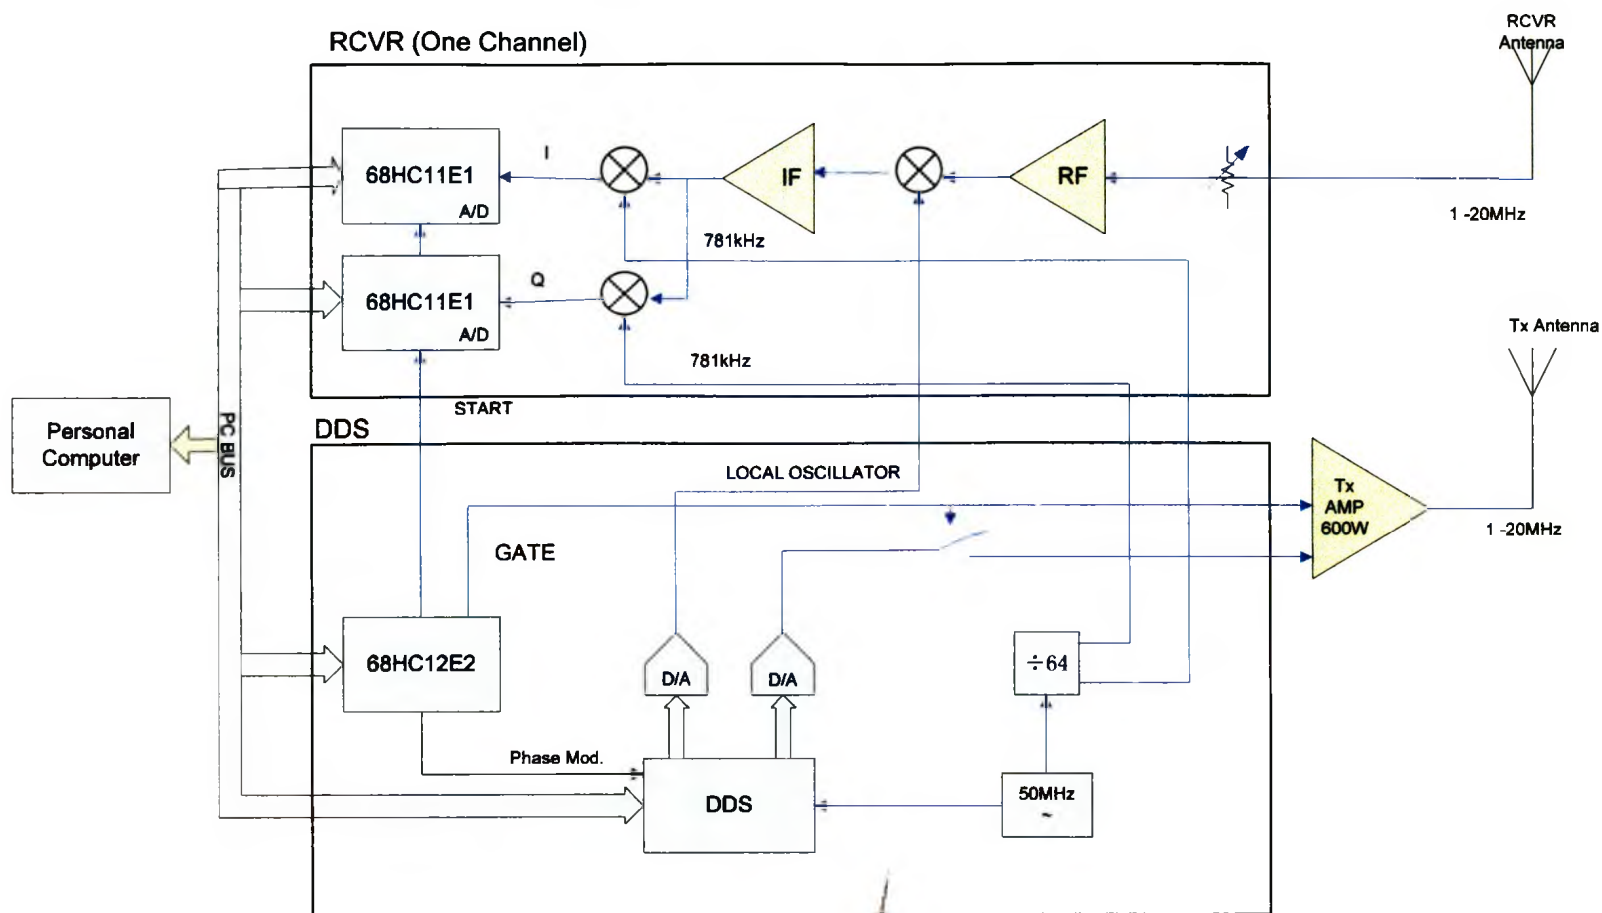 RCVR (One Channel)
RCVR
Antenna
68HC11E1
A/D
I
IF
RF
1 -20MHz
781kHz
68HC11E1
A/D
Q
781kHz
Tx Antenna
START
Personal
Computer
PC BUS
DDS
LOCAL OSCILLATOR
GATE
Tx
AMP
600W
1 -20MHz
68HC12E2
D/A
D/A
÷64
Phase Mod.
DDS
50MHz
~